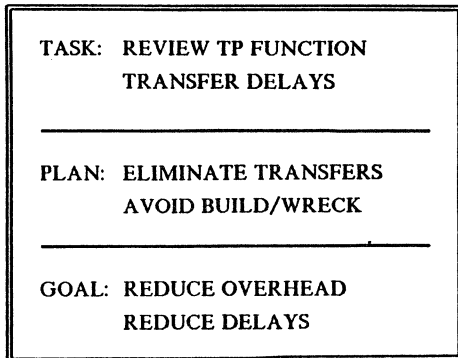 TASK: REVIEW TP FUNCTION
TRANSFER DELAYS
PLAN: ELIMINATE TRANSFERS
AVOID BUILD/WRECK
GOAL: REDUCE OVERHEAD
REDUCE DELAYS